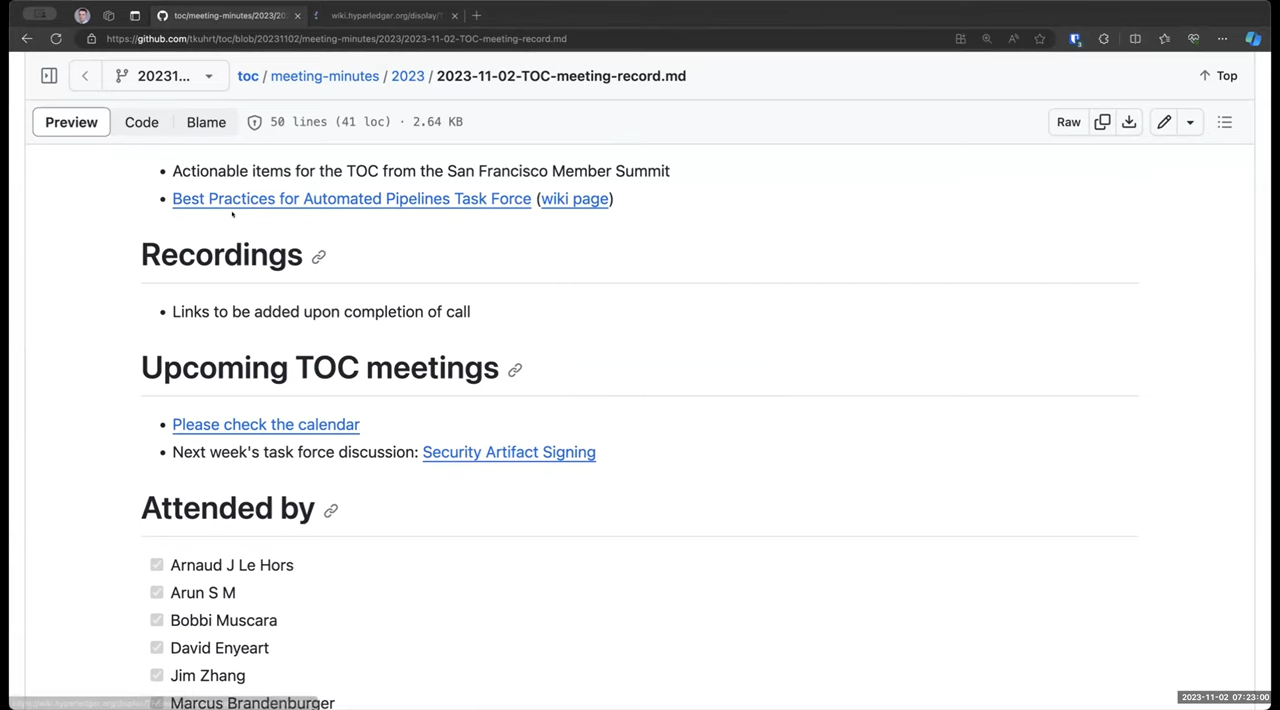 toc/meeting-minutes/2023/20
wiki.hyperledger.org/display/
https://github.com/tkuhrt/toc/blob/20231102/meeting-minutes/2023/2023-11-02-TOC-meeting-record.md
20231... toc / meeting-minutes / 2023 / 2023-11-02-TOC-meeting-record.md Top
Preview Code Blame 50 lines (41 loc) · 2.64 KB Raw
• Actionable items for the TOC from the San Francisco Member Summit
• Best Practices for Automated Pipelines Task Force (wiki page)
Recordings
• Links to be added upon completion of call
Upcoming TOC meetings
• Please check the calendar
• Next week's task force discussion: Security Artifact Signing
Attended by
Arnaud J Le Hors
Arun S M
Bobbi Muscara
David Enyeart
Jim Zhang
Marcus Brandenburger
2023-11-02 07:23:00